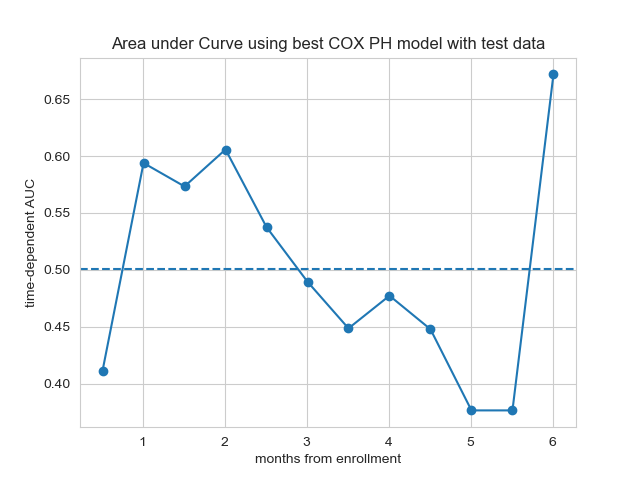 Area under Curve using best COX PH model with test data
time-dependent AUC
0.65
0.60
0.55
0.50
0.45
0.40
1 2 3 4 5 6
months from enrollment